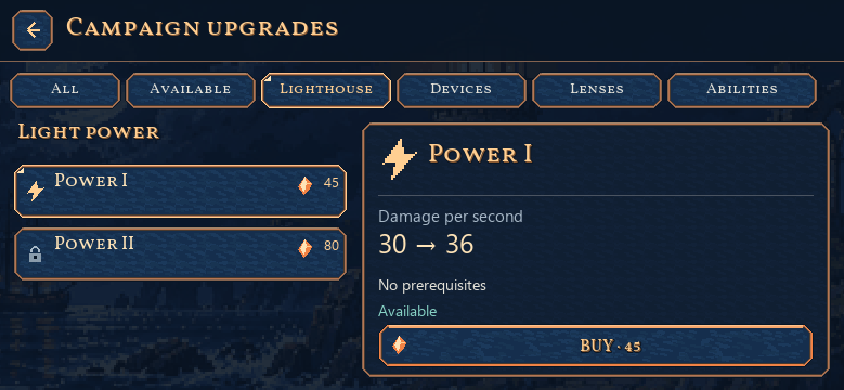 Campaign upgrades
All
Available
Lighthouse
Devices
Lenses
Abilities
Light power
Power I
45
Power II
80
Power I
Damage per second
30 → 36
No prerequisites
Available
BUY · 45